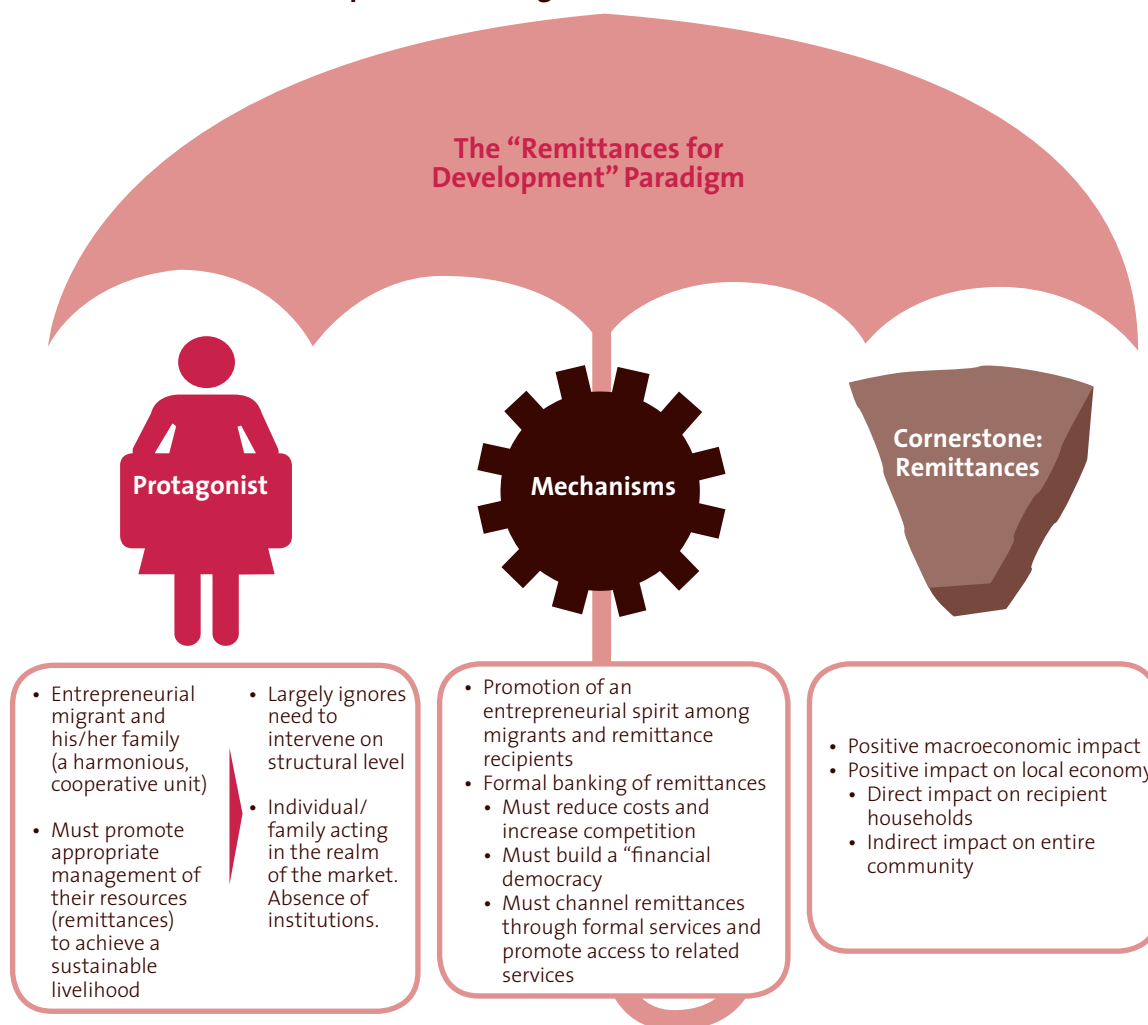 The “Remittances for
Development” Paradigm
Protagonist
Mechanisms
Cornerstone:
Remittances
• Entrepreneurial
migrant and
his/her family
(a harmonious,
cooperative unit)
• Must promote
appropriate
management of
their resources
(remittances)
to achieve a
sustainable
livelihood
• Largely ignores
need to
intervene on
structural level
• Individual/
family acting
in the realm
of the market.
Absence of
institutions.
• Promotion of an
entrepreneurial spirit among
migrants and remittance
recipients
• Formal banking of remittances
• Must reduce costs and
increase competition
• Must build a “financial
democracy
• Must channel remittances
through formal services and
promote access to related
services
• Positive macroeconomic impact
• Positive impact on local economy
• Direct impact on recipient
households
• Indirect impact on entire
community